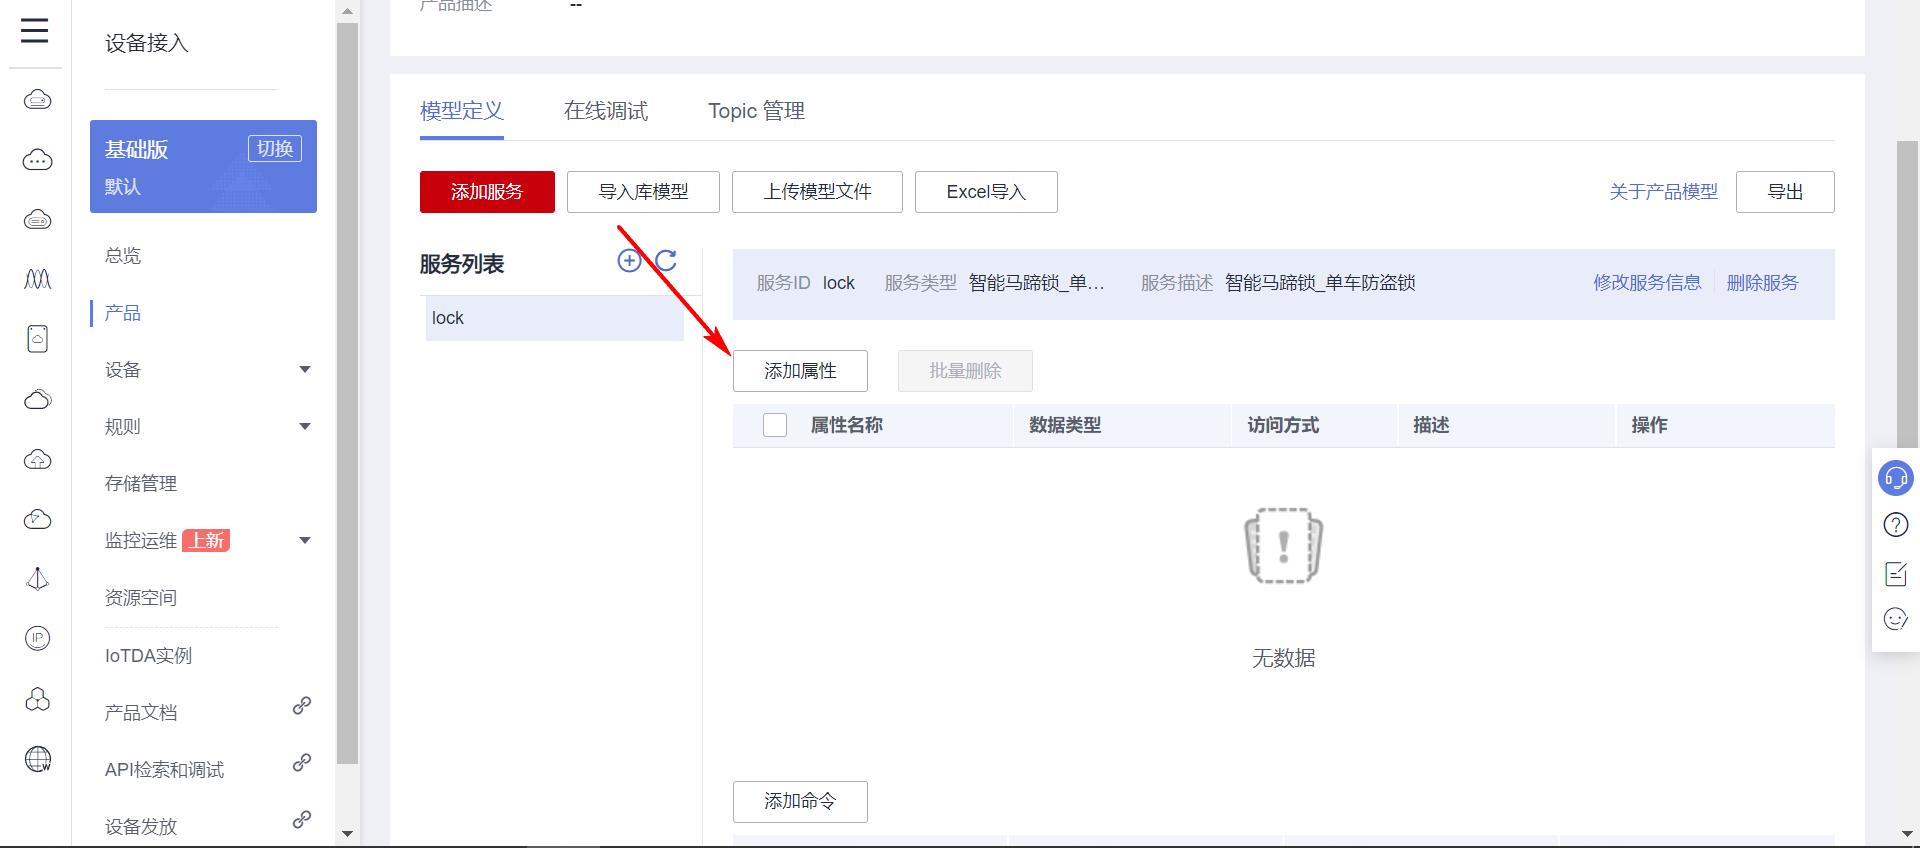 产品描述 --
设备接入
基础版 切换
默认
总览
产品
设备
规则
存储管理
监控运维 上新
资源空间
IoTDA实例
产品文档
API检索和调试
设备发放
模型定义 在线调试 Topic 管理
添加服务 导入库模型 上传模型文件 Excel导入 关于产品模型 导出
服务列表
lock
服务ID lock 服务类型 智能马蹄锁_单... 服务描述 智能马蹄锁_单车防盗锁 修改服务信息 删除服务
添加属性 批量删除
属性名称 数据类型 访问方式 描述 操作
无数据
添加命令
IP
W